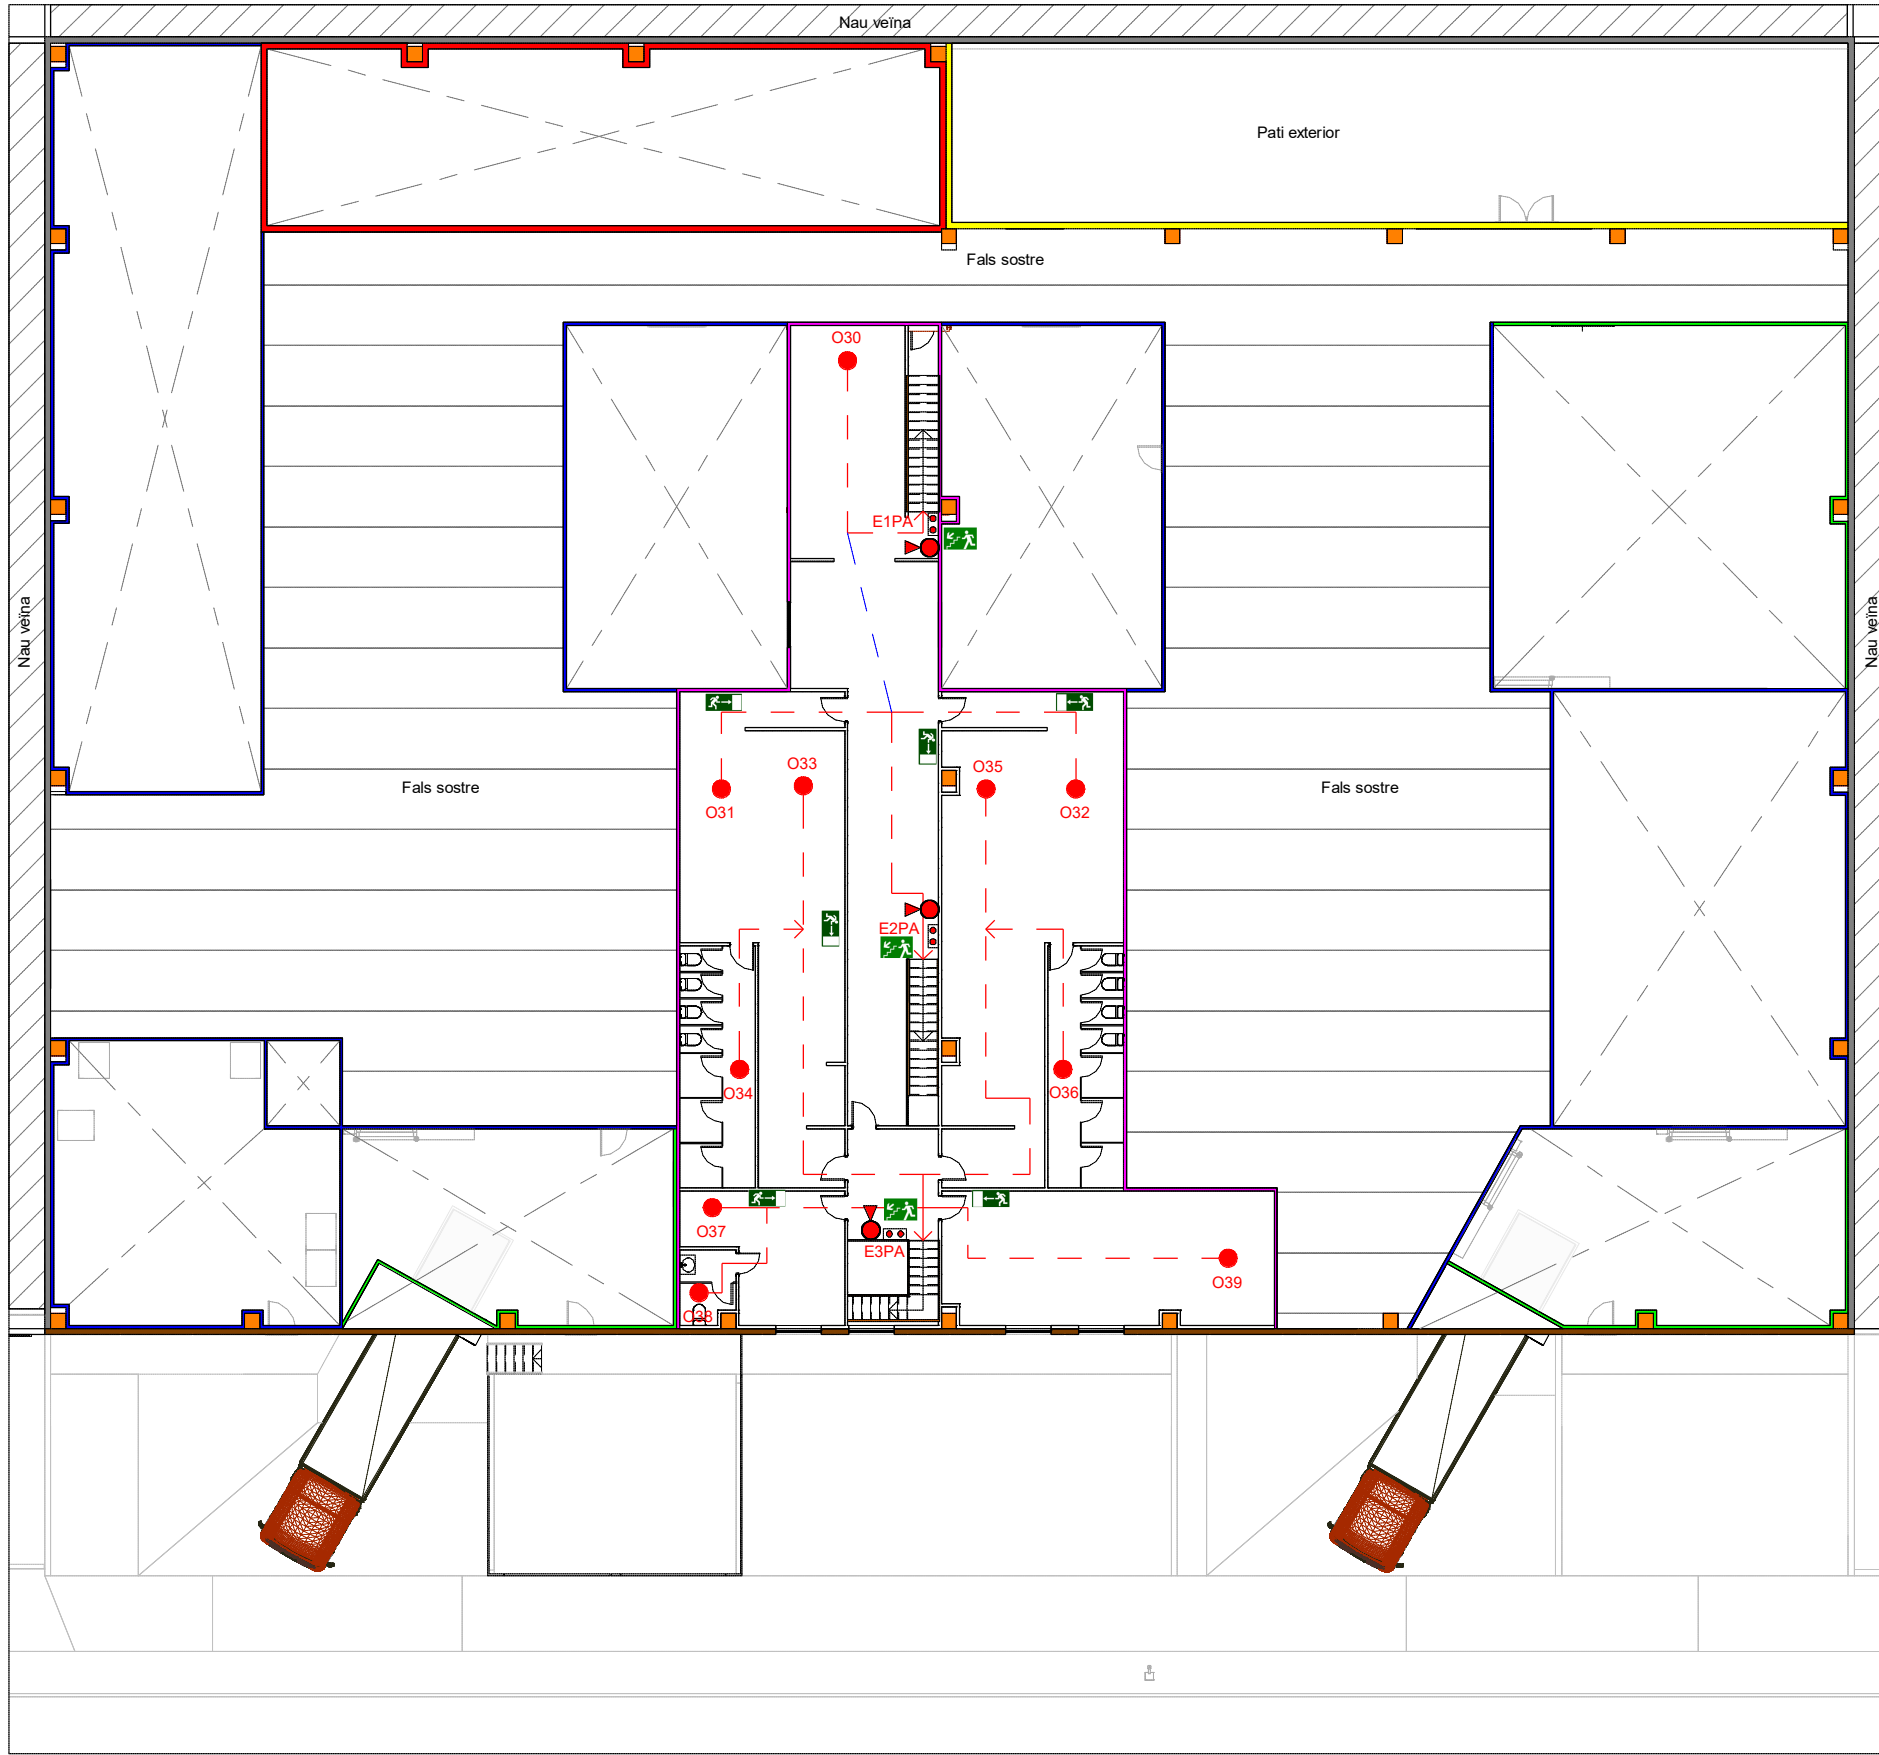 Nau veïna
Pati exterior
Fals sostre
O30
E1PA
Nau veïna
Nau veïna
O33
O35
O31
O32
Fals sostre
Fals sostre
E2PA
O34
O36
O37
E3PA
O39
O38